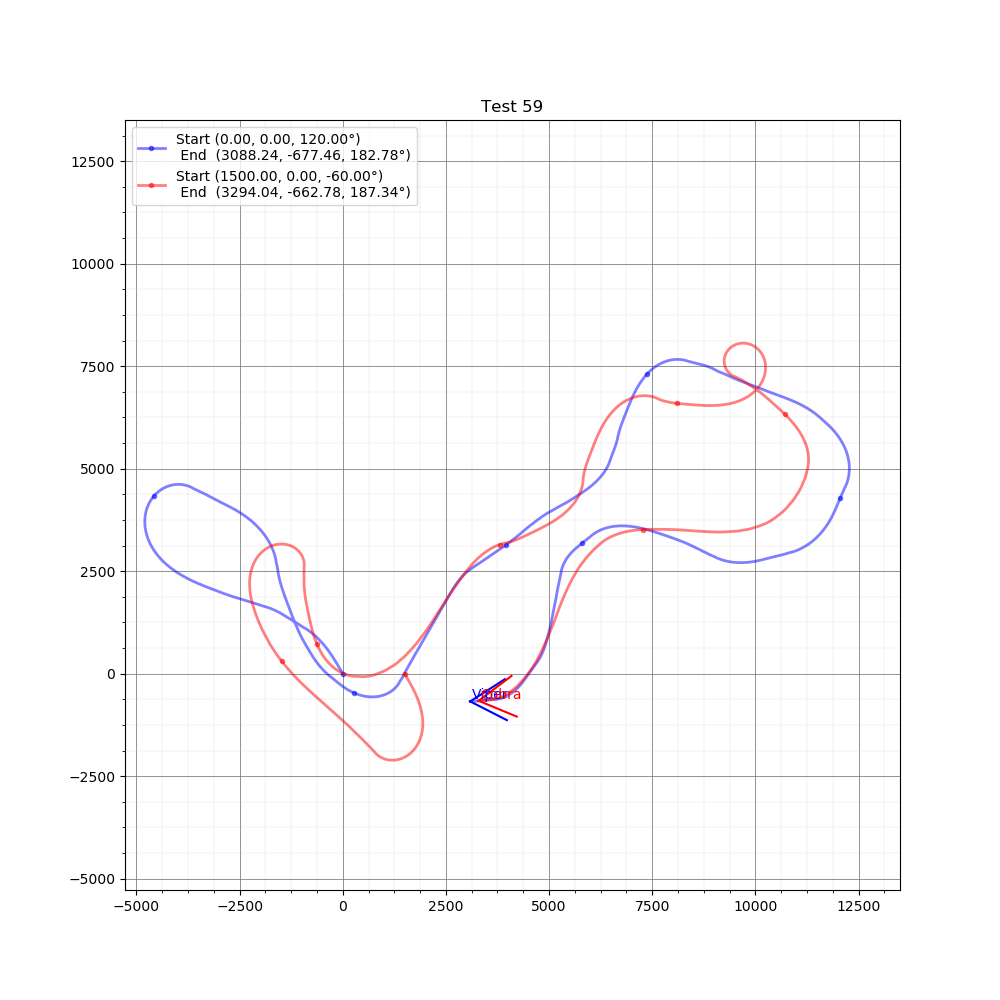 Test 59
Start (0.00, 0.00, 120.00°)
End (3088.24, -677.46, 182.78°)
Start (1500.00, 0.00, -60.00°)
End (3294.04, -662.78, 187.34°)
12500
10000
7500
5000
2500
0
−2500
−5000
Viper
−5000 −2500 0 2500 5000 7500 10000 12500